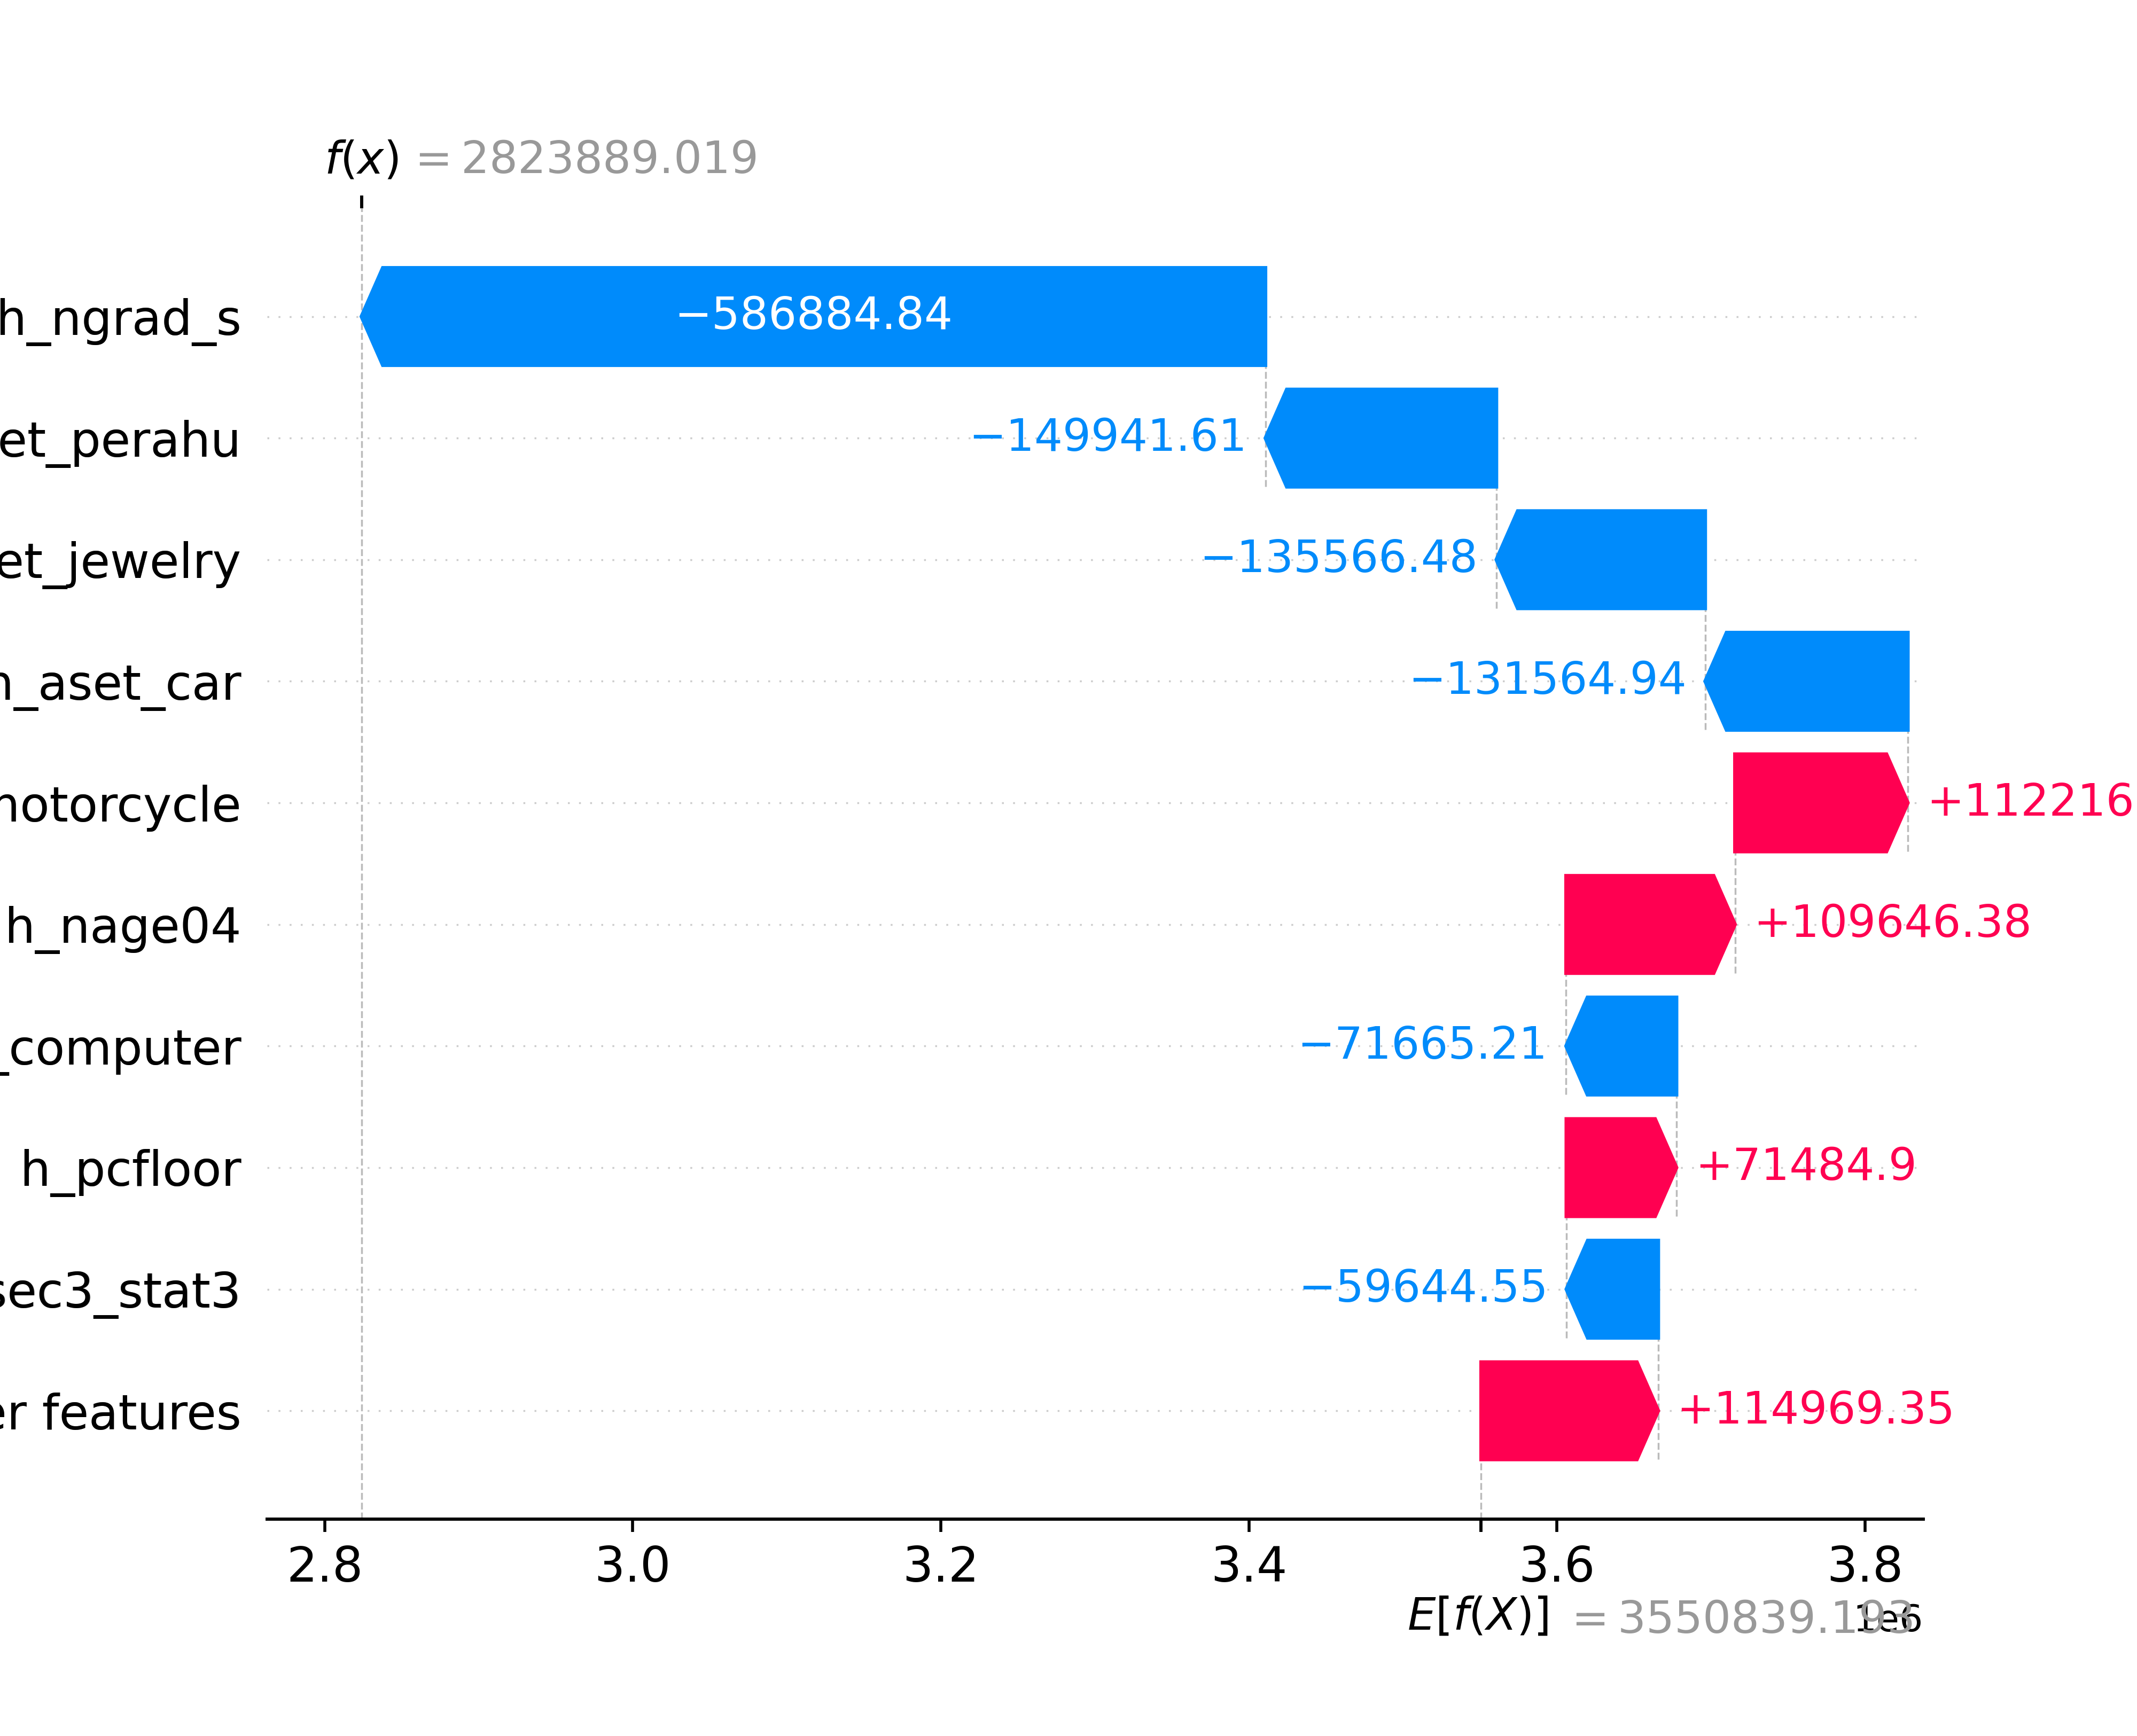 f(x) = 2823889.019
h_ngrad_s −586884.84
et_perahu −149941.61
et_jewelry −135566.48
_aset_car −131564.94
otorcycle +112216
h_nage04 +109646.38
_computer −71665.21
h_pcfloor +71484.9
sec3_stat3 −59644.55
er features +114969.35
2.8 3.0 3.2 3.4 3.6 3.8
E[f(X)] = 3550839.193
1e6